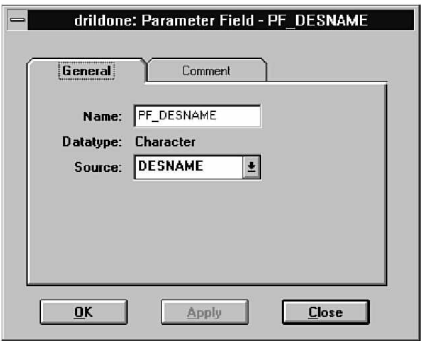 drildone: Parameter Field - PF_DESNAME
General Comment
Name: PF_DESNAME
Datatype: Character
Source: DESNAME
OK Apply Close